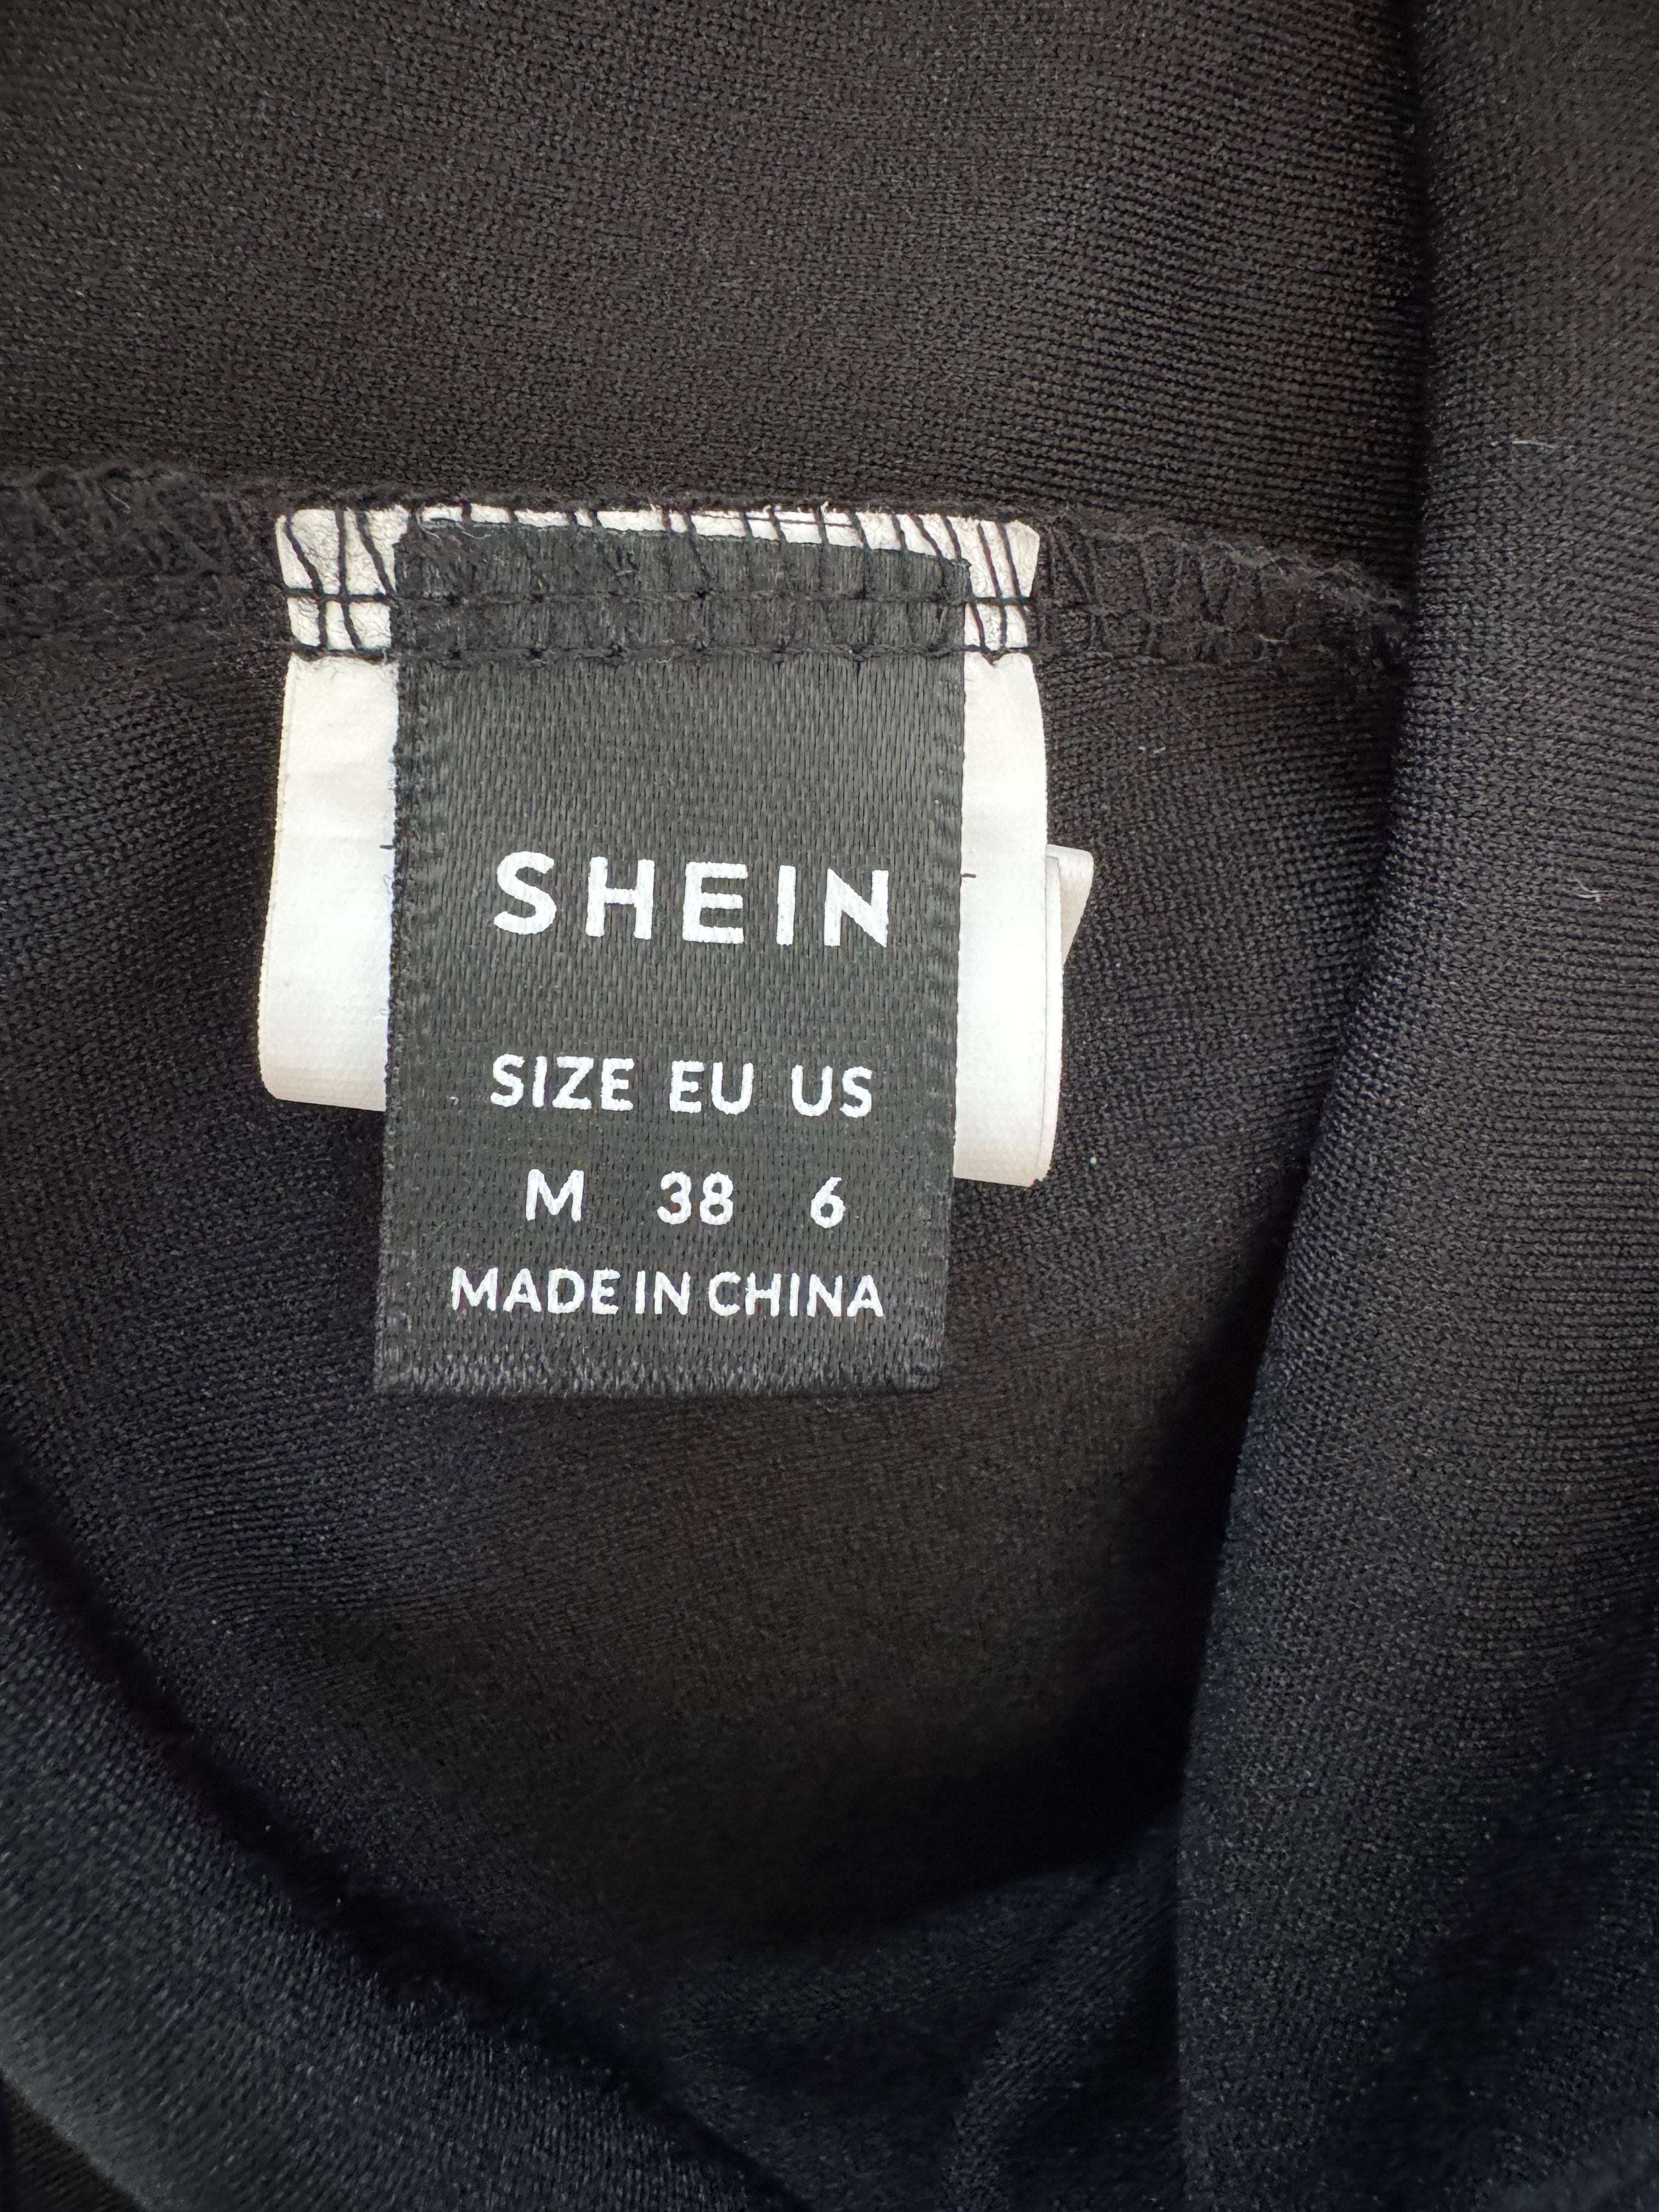 SHEIN
SIZE EU US
M 38 6
MADE IN CHINA